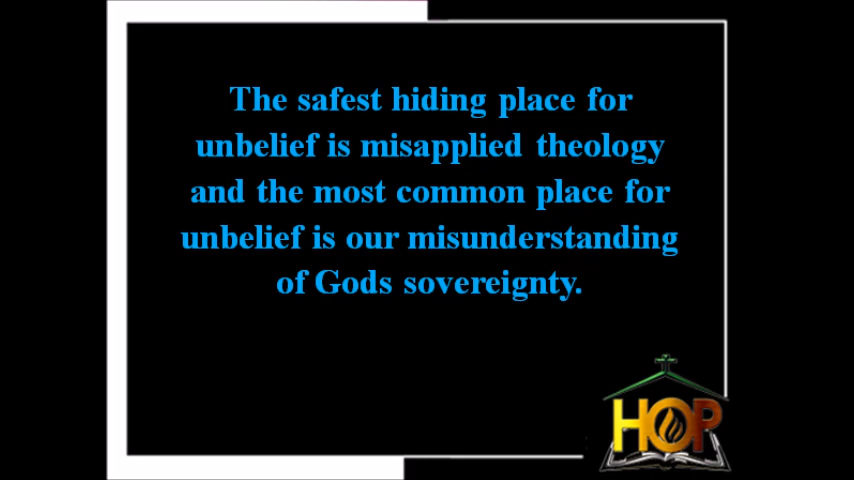 The safest hiding place for
unbelief is misapplied theology
and the most common place for
unbelief is our misunderstanding
of Gods sovereignty.
HOP